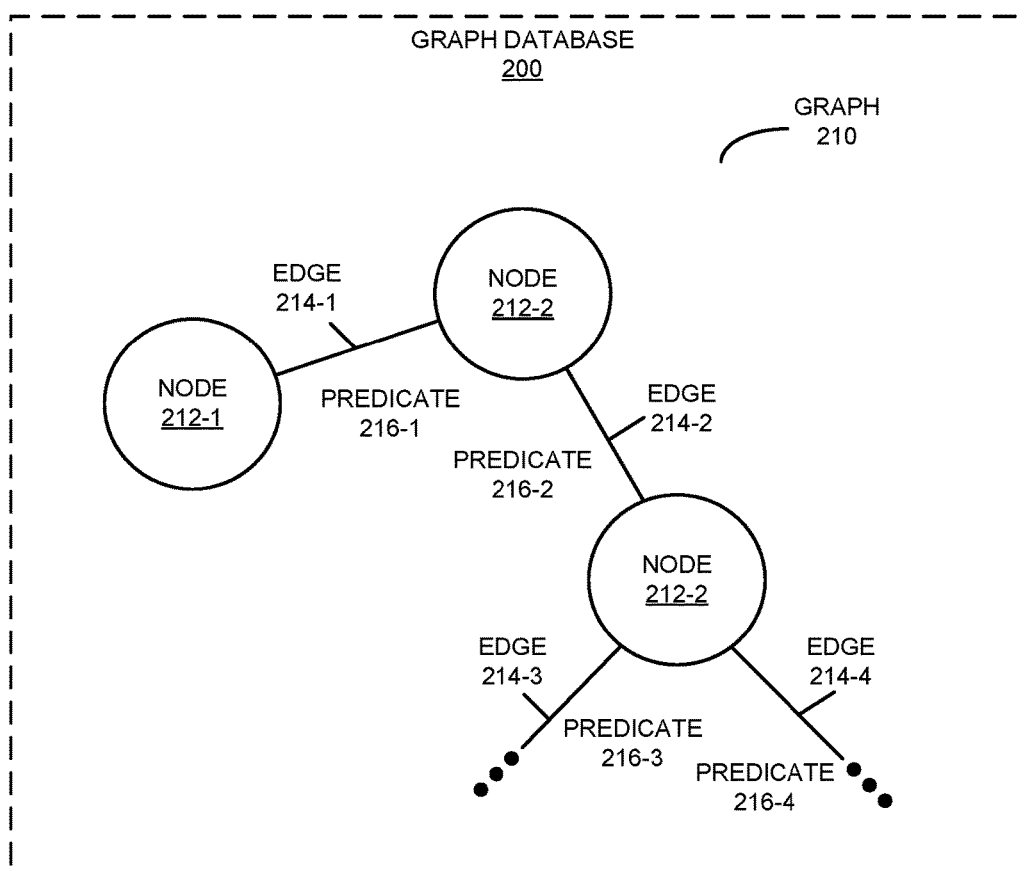 GRAPH DATABASE
200
GRAPH
210
EDGE
214-1
NODE
212-2
NODE
212-1
PREDICATE
216-1
EDGE
214-2
PREDICATE
216-2
NODE
212-2
EDGE
214-3
EDGE
214-4
PREDICATE
216-3
PREDICATE
216-4